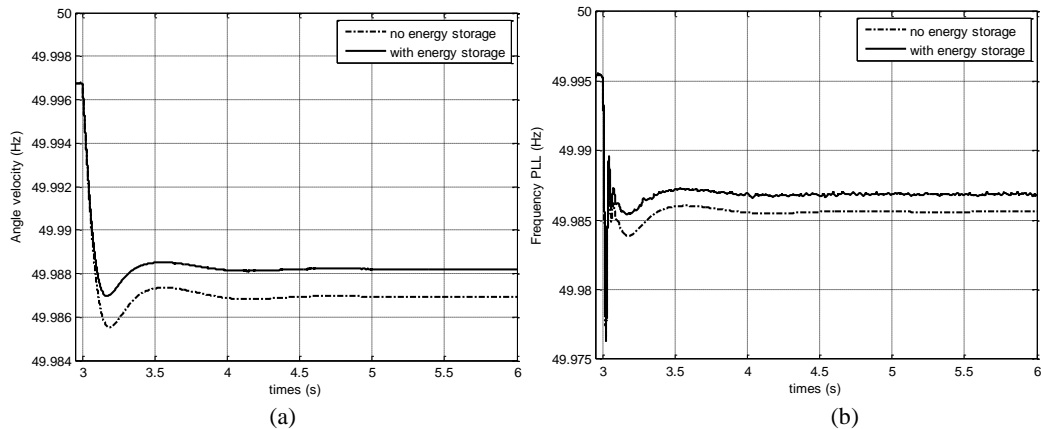 50
49.998
49.996
49.994
49.992
49.99
49.988
49.986
49.984
Angle velocity (Hz)
3
3.5
4
4.5
5
5.5
6
times (s)
no energy storage
with energy storage
(a)
50
49.995
49.99
49.985
49.98
49.975
Frequency PLL (Hz)
3
3.5
4
4.5
5
5.5
6
times (s)
no energy storage
with energy storage
(b)